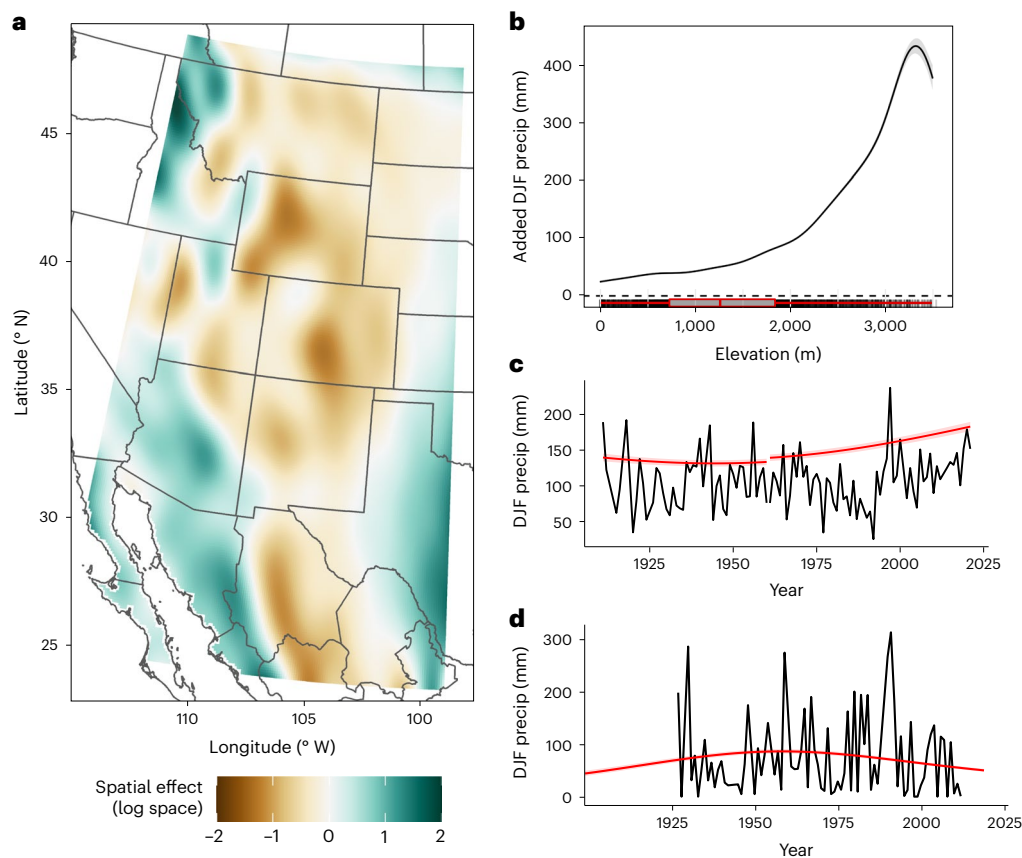 a
45
40
35
30
25
Latitude (° N)
110
105
100
Longitude (° W)
Spatial effect
(log space)
−2
−1
0
1
2
b
400
300
200
100
0
Added DJF precip (mm)
0
1,000
2,000
3,000
Elevation (m)
c
200
150
100
50
DJF precip (mm)
1925
1950
1975
2000
2025
Year
d
300
200
100
0
DJF precip (mm)
1925
1950
1975
2000
2025
Year